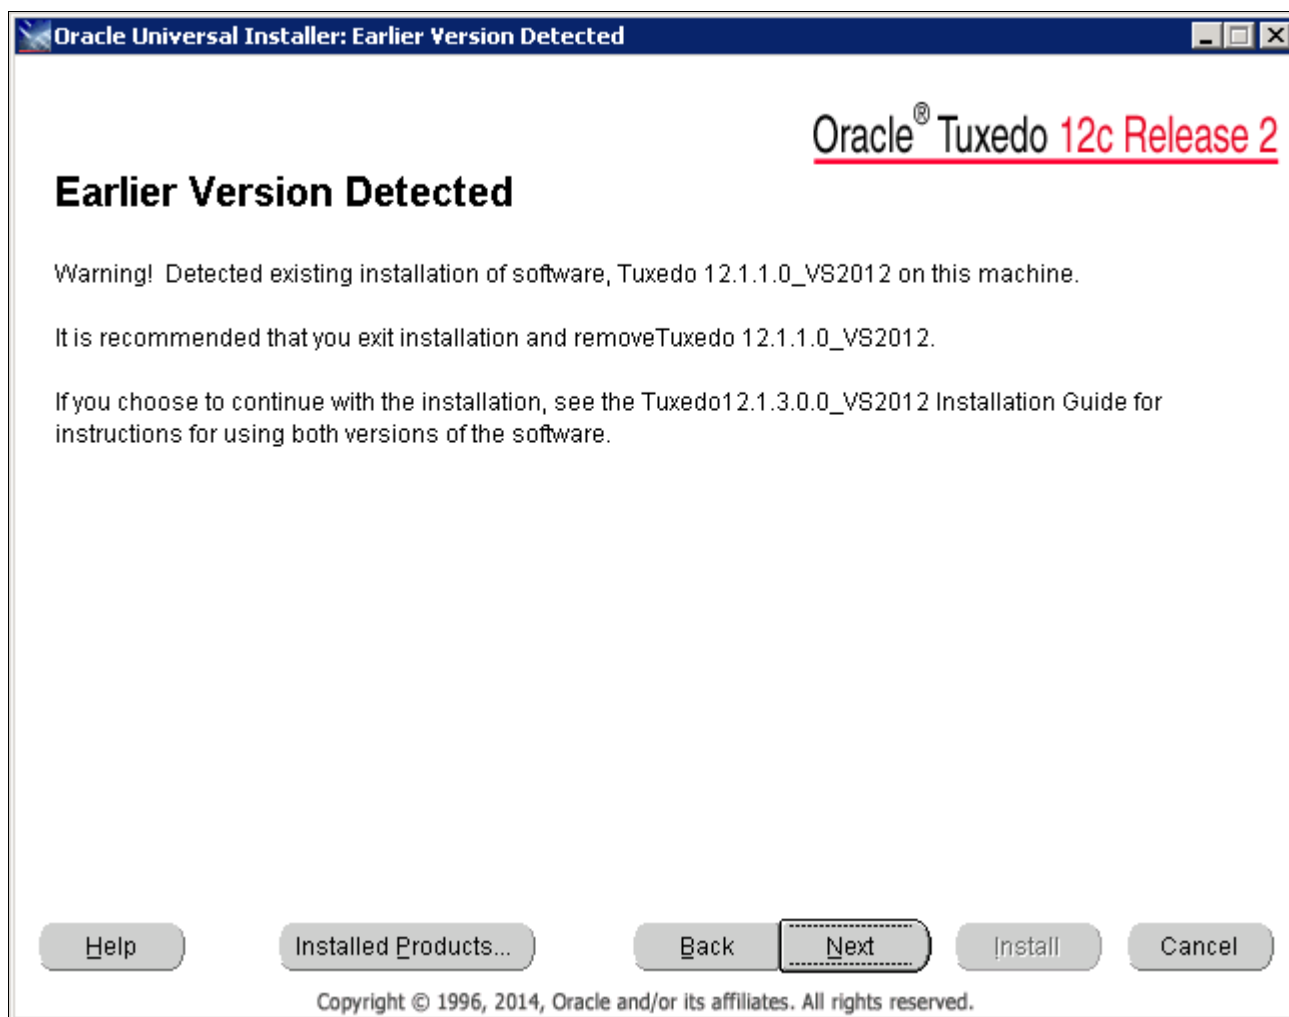 Oracle Universal Installer: Earlier Version Detected
Oracle® Tuxedo 12c Release 2
Earlier Version Detected
Warning!  Detected existing installation of software, Tuxedo 12.1.1.0_VS2012 on this machine.
It is recommended that you exit installation and removeTuxedo 12.1.1.0_VS2012.
If you choose to continue with the installation, see the Tuxedo12.1.3.0.0_VS2012 Installation Guide for
instructions for using both versions of the software.
Help Installed Products... Back Next Install Cancel
Copyright © 1996, 2014, Oracle and/or its affiliates. All rights reserved.